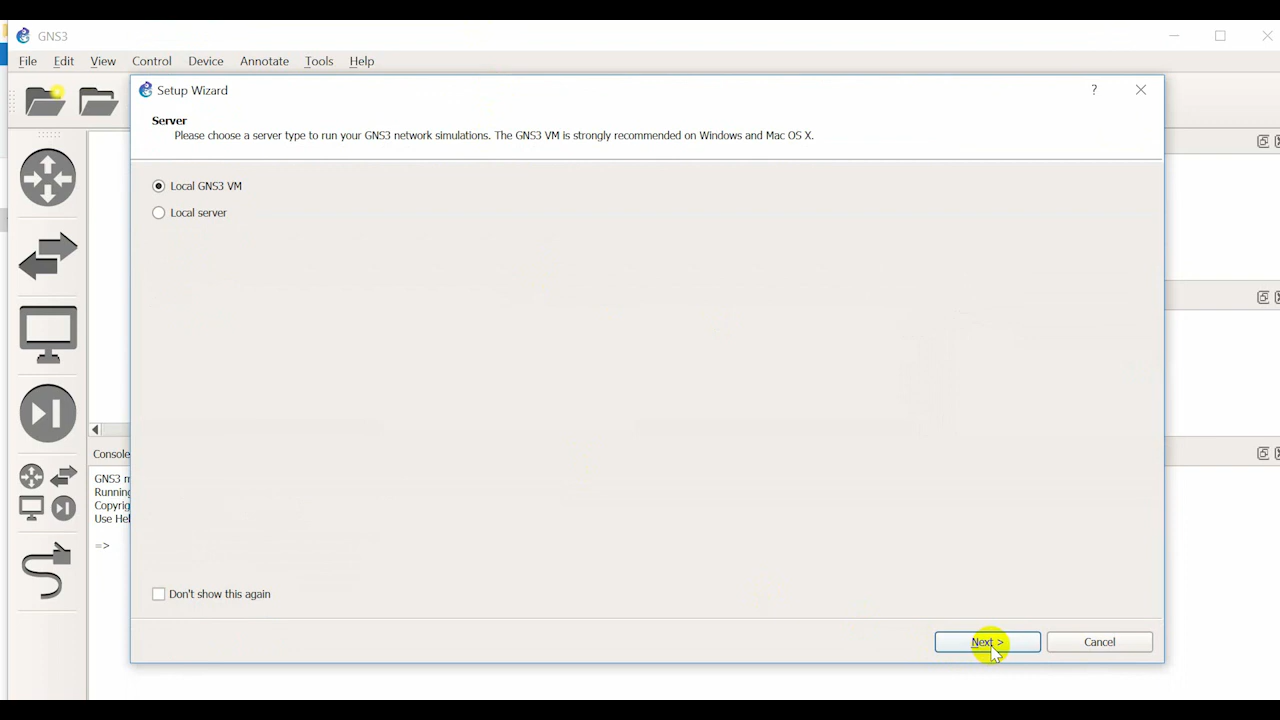 GNS3
File Edit View Control Device Annotate Tools Help
Setup Wizard
?
Server
Please choose a server type to run your GNS3 network simulations. The GNS3 VM is strongly recommended on Windows and Mac OS X.
Local GNS3 VM
Local server
Console
GNS3 m
Running
Copyrig
Use Hel
=>
Don't show this again
Next >
Cancel